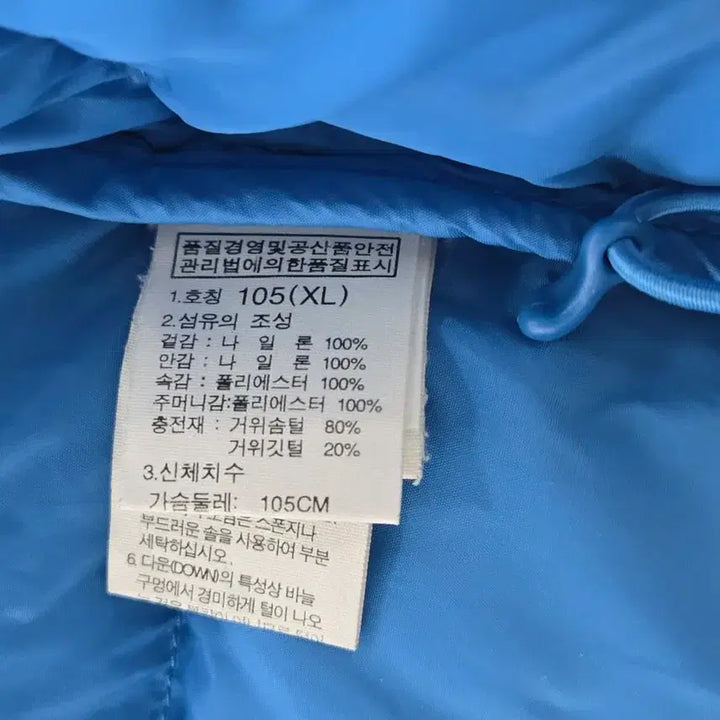 품질경영및공산품안전
관리법에의한품질표시
1.호칭 105(XL)
2.섬유의 조성
겉감 : 나 일 론 100%
안감 : 나 일 론 100%
속감 : 폴리에스터 100%
주머니감:폴리에스터 100%
충전재 : 거위솜털 80%
거위깃털 20%
3.신체치수
가슴둘레: 105CM
스폰지나
부드러운 솔을 사용하여 부분
세탁하십시오.
6. 다운(DOWN)의 특성상 바늘
구멍에서 경미하게 털이 나오